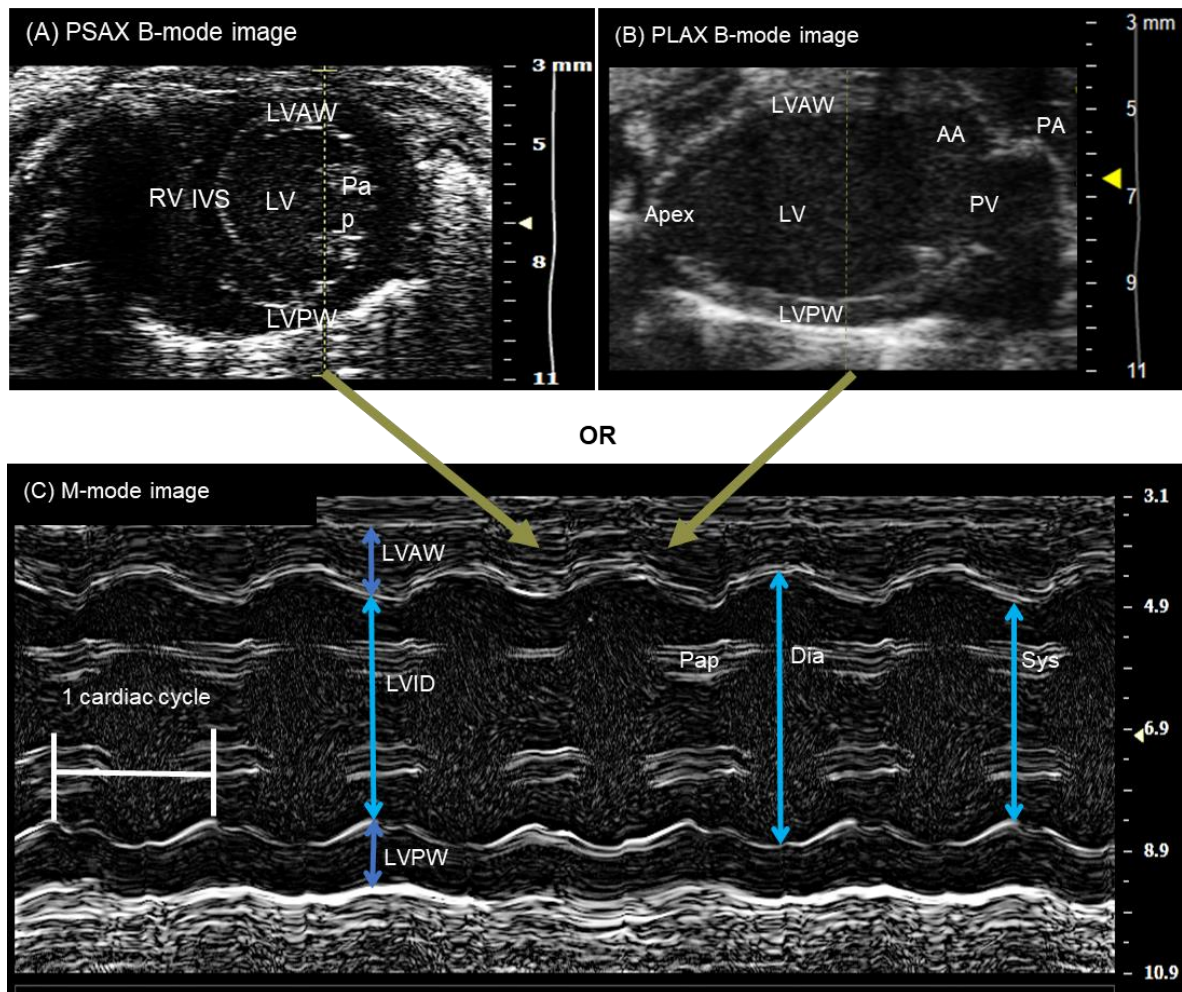 (A) PSAX B-mode image
3 mm
LVAW
5
RV IVS
LV
Pa
p
8
LVPW
11
(B) PLAX B-mode image
3 mm
LVAW
5
AA
PA
7
Apex
LV
PV
9
LVPW
11
OR
(C) M-mode image
3.1
LVAW
4.9
Pap
Dia
Sys
LVID
1 cardiac cycle
6.9
8.9
LVPW
10.9